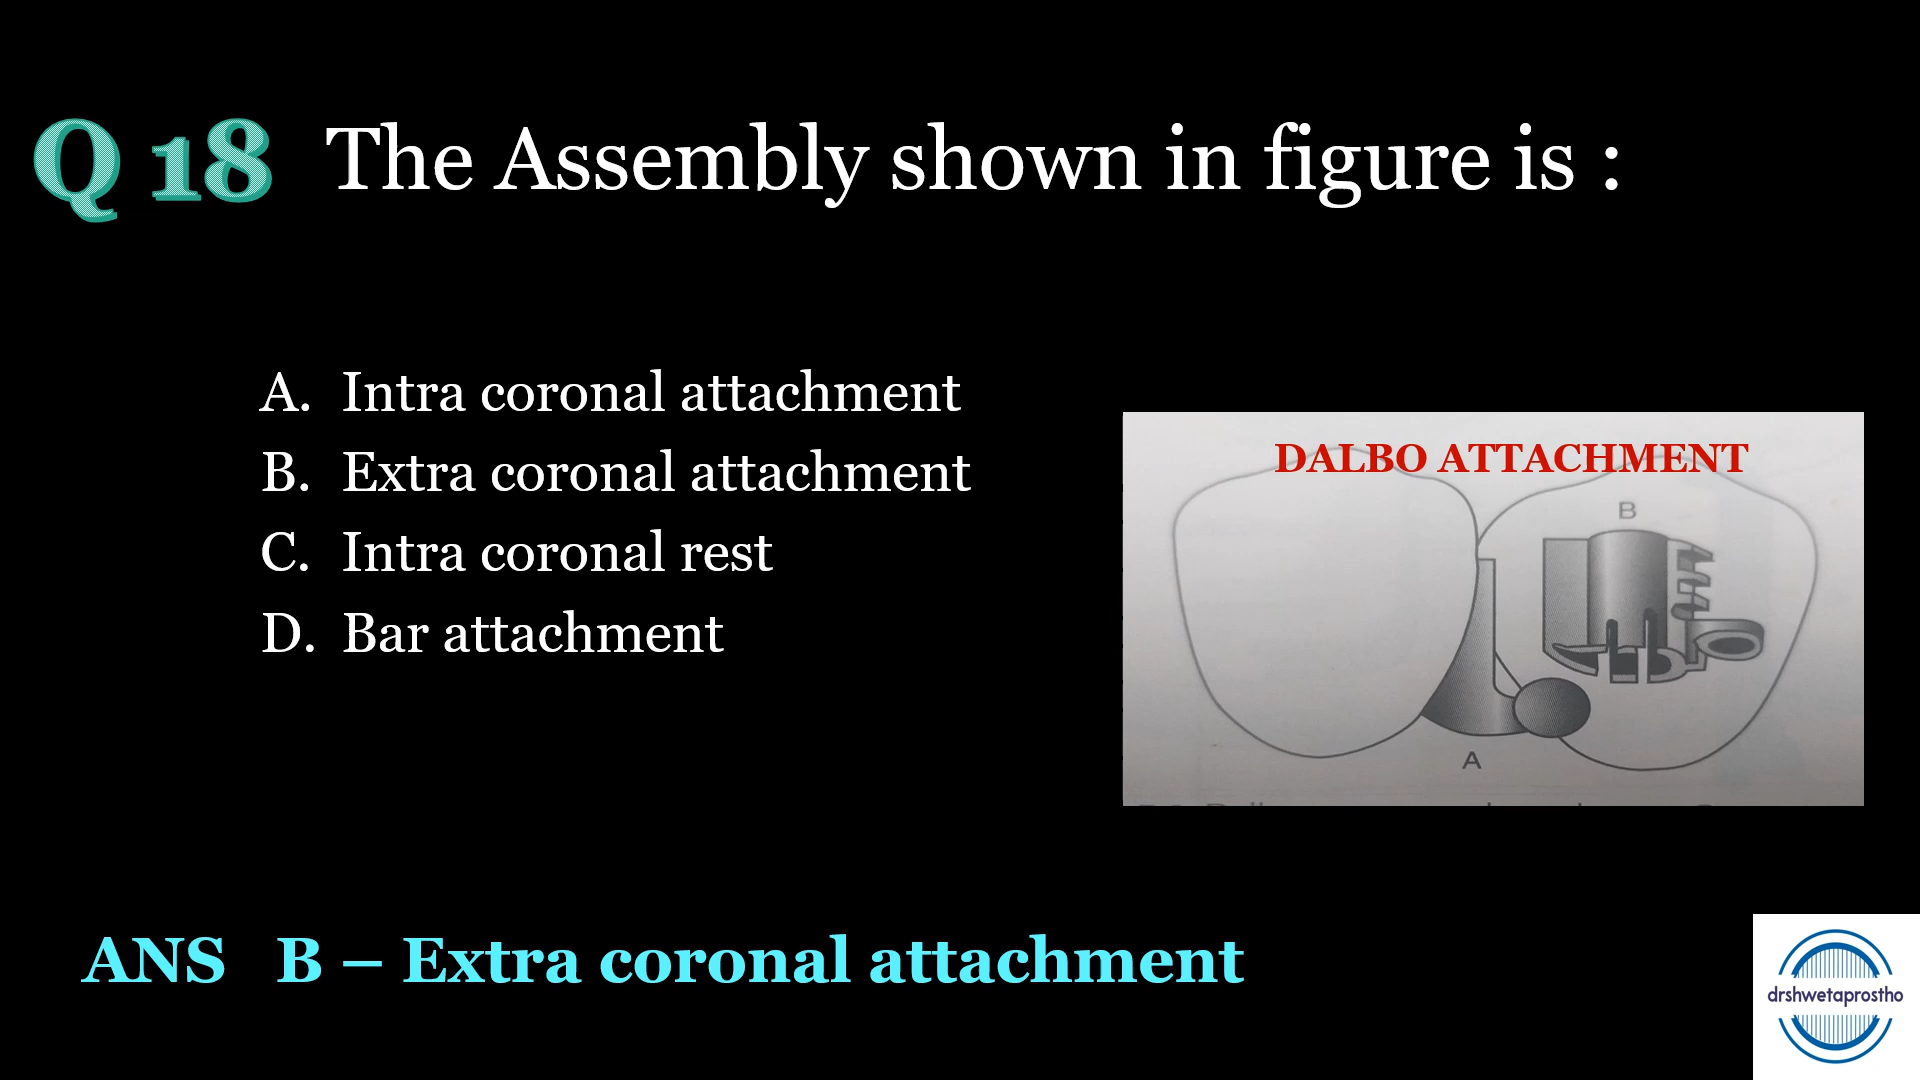 Q 18 The Assembly shown in figure is :
A. Intra coronal attachment
B. Extra coronal attachment
C. Intra coronal rest
D. Bar attachment
DALBO ATTACHMENT
B
A
ANS B – Extra coronal attachment
drshwetaprostho